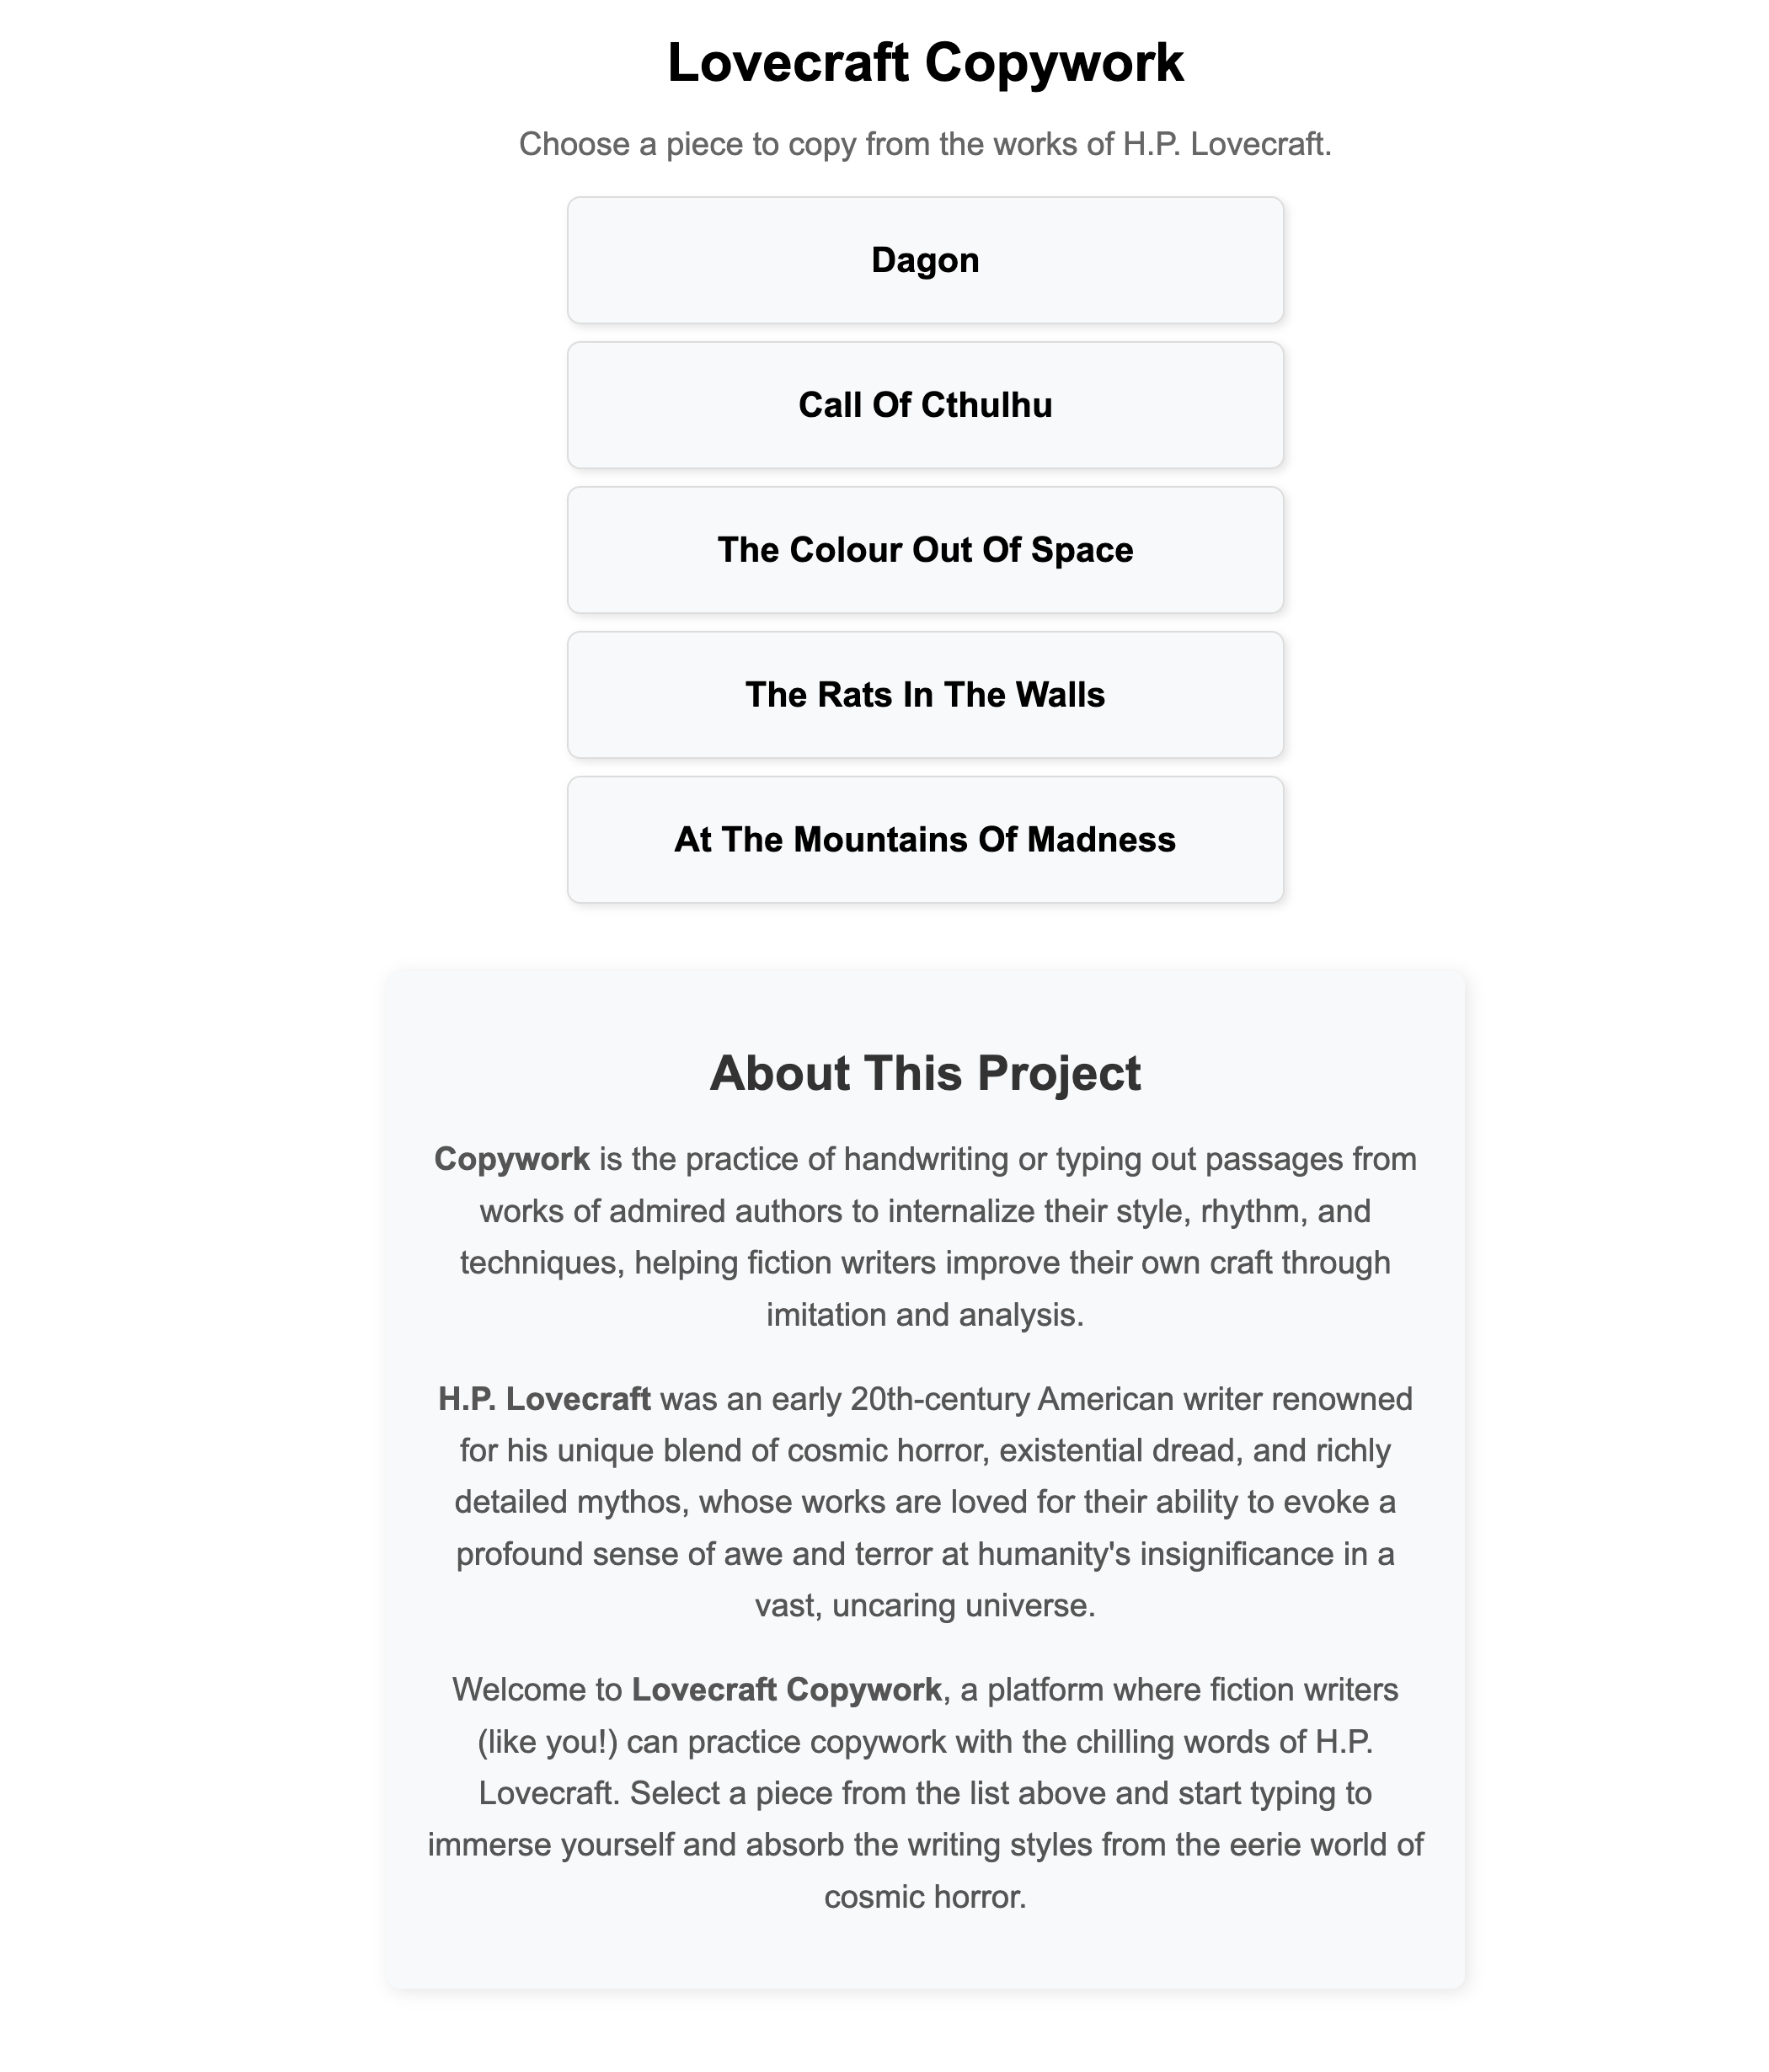 Lovecraft Copywork
Choose a piece to copy from the works of H.P. Lovecraft.
Dagon
Call Of Cthulhu
The Colour Out Of Space
The Rats In The Walls
At The Mountains Of Madness
About This Project
Copywork is the practice of handwriting or typing out passages from
works of admired authors to internalize their style, rhythm, and
techniques, helping fiction writers improve their own craft through
imitation and analysis.
H.P. Lovecraft was an early 20th-century American writer renowned
for his unique blend of cosmic horror, existential dread, and richly
detailed mythos, whose works are loved for their ability to evoke a
profound sense of awe and terror at humanity's insignificance in a
vast, uncaring universe.
Welcome to Lovecraft Copywork, a platform where fiction writers
(like you!) can practice copywork with the chilling words of H.P.
Lovecraft. Select a piece from the list above and start typing to
immerse yourself and absorb the writing styles from the eerie world of
cosmic horror.